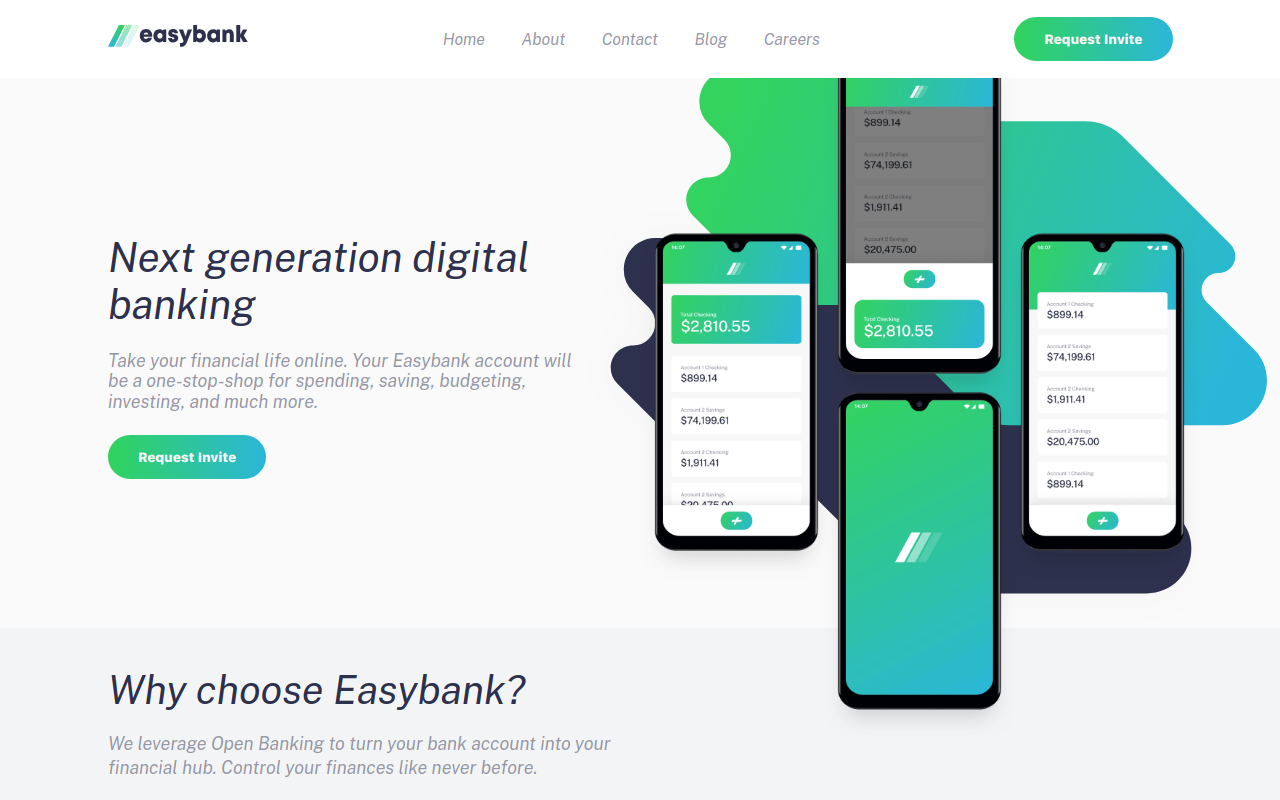 easybank
Home
About
Contact
Blog
Careers
Request Invite
Next generation digital
banking
Take your financial life online. Your Easybank account will
be a one-stop-shop for spending, saving, budgeting,
investing, and much more.
Request Invite
Account 1 Checking
$899.14
Account 2 Savings
$74,199.61
Account 2 Checking
$1,911.41
Account 2 Savings
$20,475.00
Total Checking
$2,810.55
14:07
Total Checking
$2,810.55
Account 1 Checking
$899.14
Account 2 Savings
$74,199.61
Account 2 Checking
$1,911.41
Account 2 Savings
$20,475.00
14:07
Account 1 Checking
$899.14
Account 2 Savings
$74,199.61
Account 2 Checking
$1,911.41
Account 2 Savings
$20,475.00
Account 1 Checking
$899.14
14:07
Why choose Easybank?
We leverage Open Banking to turn your bank account into your
financial hub. Control your finances like never before.